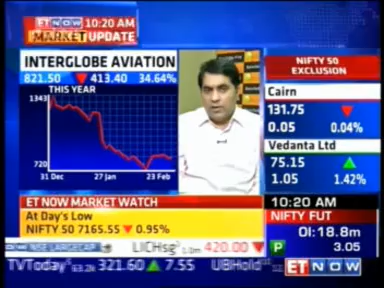 ET NOW 10:20 AM
MARKET UPDATE
INTERGLOBE AVIATION
821.50 ▼ 413.40 34.64%
THIS YEAR
1343
720
31 Dec 27 Jan 23 Feb
NIFTY 50
EXCLUSION
Cairn
131.75 ▼
0.05 0.04%
Vedanta Ltd
75.15 ▲
1.05 1.42%
ET NOW MARKET WATCH
At Day's Low
NIFTY 50 7165.55 ▼ 0.95%
10:20 AM
NIFTY FUT
OI:18.8m
P 3.05
NSE LARGECAP LICHsg 420.00 ▼
TVToday 321.60 ▲ 7.55 UBHold
ET NOW